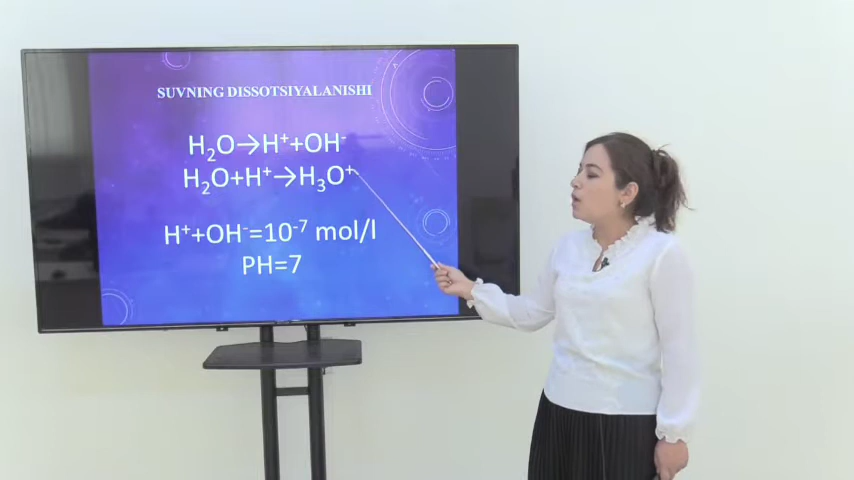 SUVNING DISSOTSIYALANISHI
H₂O→H⁺+OH⁻
H₂O+H⁺→H₃O⁺
H⁺+OH⁻=10⁻⁷ mol/l
PH=7